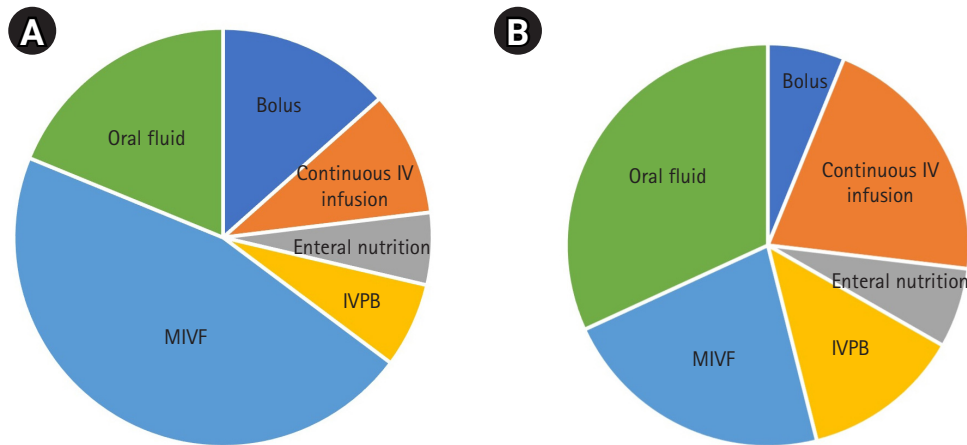 A
Bolus
Oral fluid
Continuous IV
infusion
Enteral nutrition
IVPB
MIVF
B
Bolus
Continuous IV
infusion
Oral fluid
Enteral nutrition
MIVF
IVPB